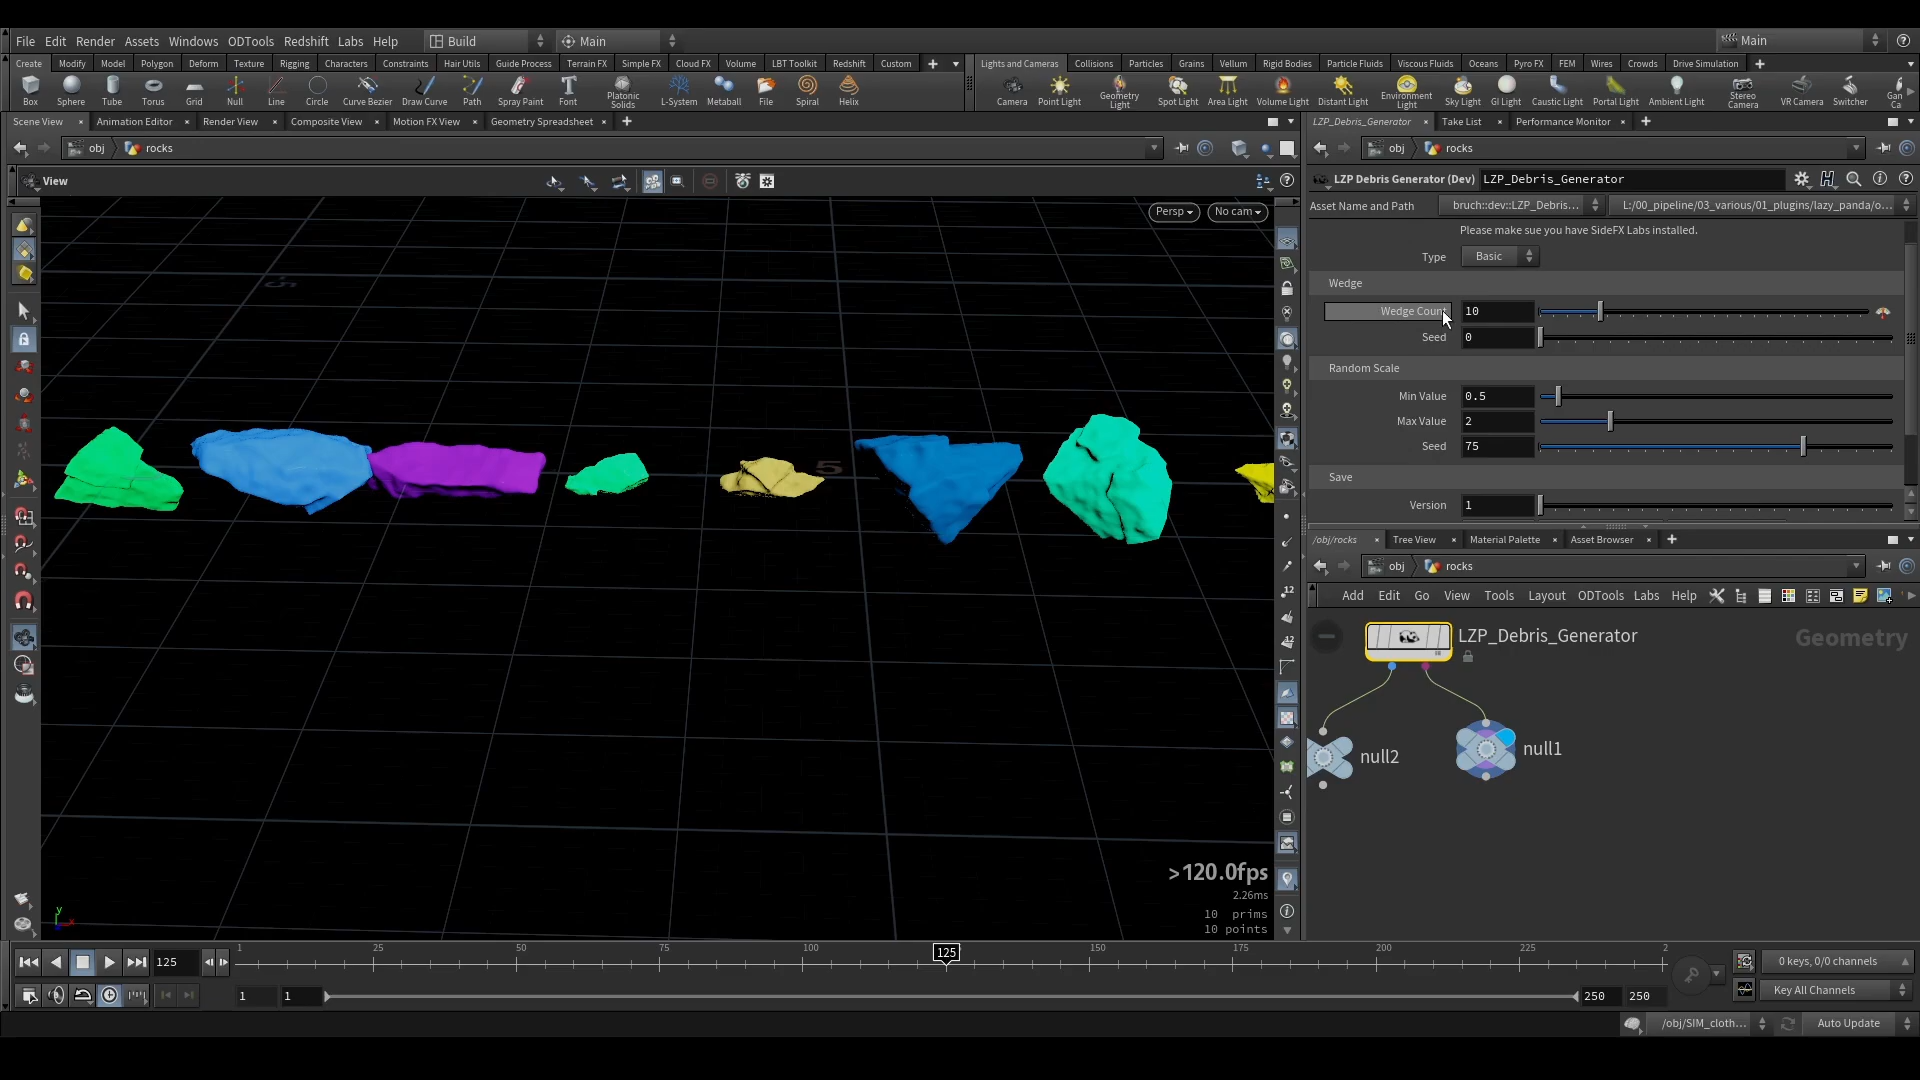 File Edit Render Assets Windows ODTools Redshift Labs Help Build Main Main
Create Modify Model Polygon Deform Texture Rigging Characters Constraints Hair Utils Guide Process Terrain FX Simple FX Cloud FX Volume LBT Toolkit Redshift Custom
Lights and Cameras Collisions Particles Grains Vellum Rigid Bodies Particle Fluids Viscous Fluids Oceans Pyro FX FEM Wires Crowds Drive Simulation
Box Sphere Tube Torus Grid Null Line Circle Curve Bezier Draw Curve Path Spray Paint Font Platonic Solids L-System Metaball File Spiral Helix
Camera Point Light Geometry Light Spot Light Area Light Volume Light Distant Light Environment Light Sky Light GI Light Caustic Light Portal Light Ambient Light Stereo Camera VR Camera Switcher Gan Ca
Scene View Animation Editor Render View Composite View Motion FX View Geometry Spreadsheet
LZP_Debris_Generator Take List Performance Monitor
obj rocks
obj rocks
View
Persp No cam
LZP Debris Generator (Dev) LZP_Debris_Generator
Asset Name and Path bruch::dev::LZP_Debris... L:/00_pipeline/03_various/01_plugins/lazy_panda/o...
Please make sue you have SideFX Labs installed.
Type Basic
Wedge
Wedge Count 10
Seed 0
Random Scale
Min Value 0.5
Max Value 2
Seed 75
Save
Version 1
5
5
12
12
/obj/rocks Tree View Material Palette Asset Browser
obj rocks
Add Edit Go View Tools Layout ODTools Labs Help
LZP_Debris_Generator
Geometry
null2
null1
>120.0fps
2.26ms
10 prims
10 points
y
x
1 25 50 75 100 125 150 175 200 225 2
125
0 keys, 0/0 channels
1 1 250 250
Key All Channels
/obj/SIM_cloth... Auto Update